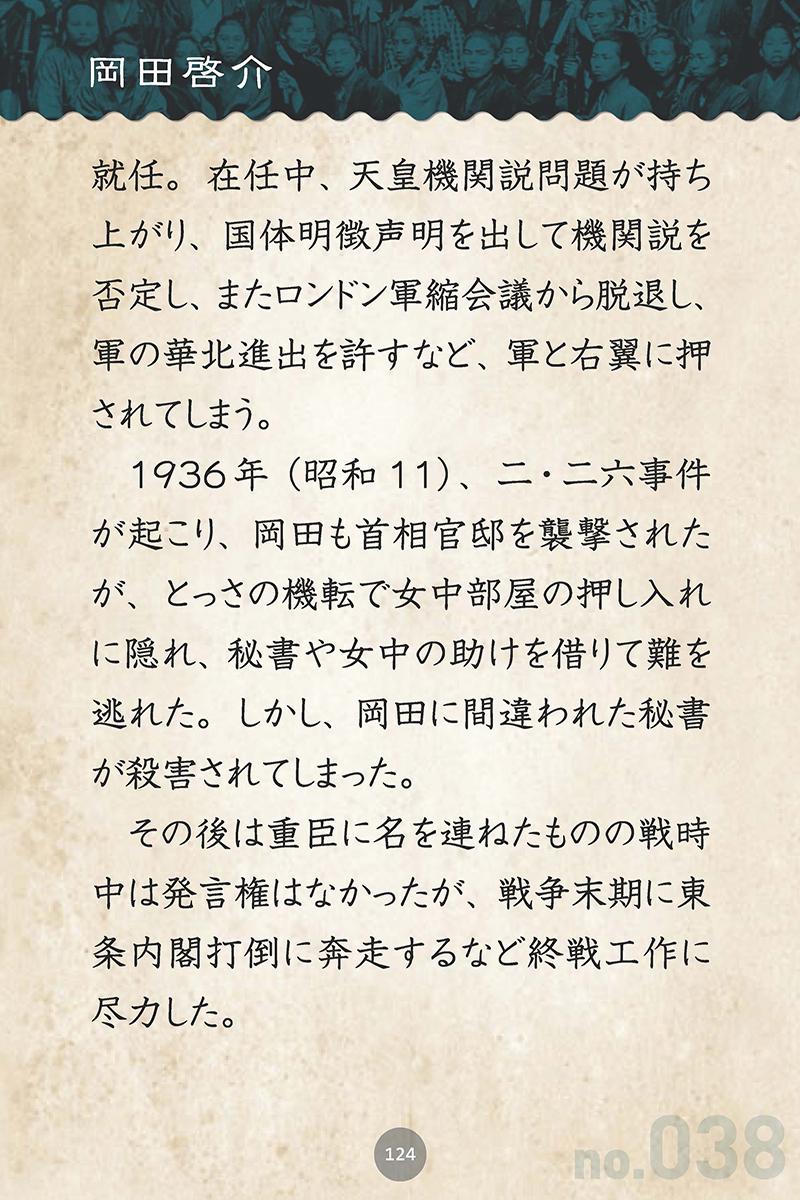 岡田啓介
就任。在任中、天皇機関説問題が持ち
上がり、国体明徴声明を出して機関説を
否定し、またロンドン軍縮会議から脱退し、
軍の華北進出を許すなど、軍と右翼に押
されてしまう。
1936年（昭和11）、二・二六事件
が起こり、岡田も首相官邸を襲撃された
が、とっさの機転で女中部屋の押し入れ
に隠れ、秘書や女中の助けを借りて難を
逃れた。しかし、岡田に間違われた秘書
が殺害されてしまった。
その後は重臣に名を連ねたものの戦時
中は発言権はなかったが、戦争末期に東
条内閣打倒に奔走するなど終戦工作に
尽力した。
124
no.038